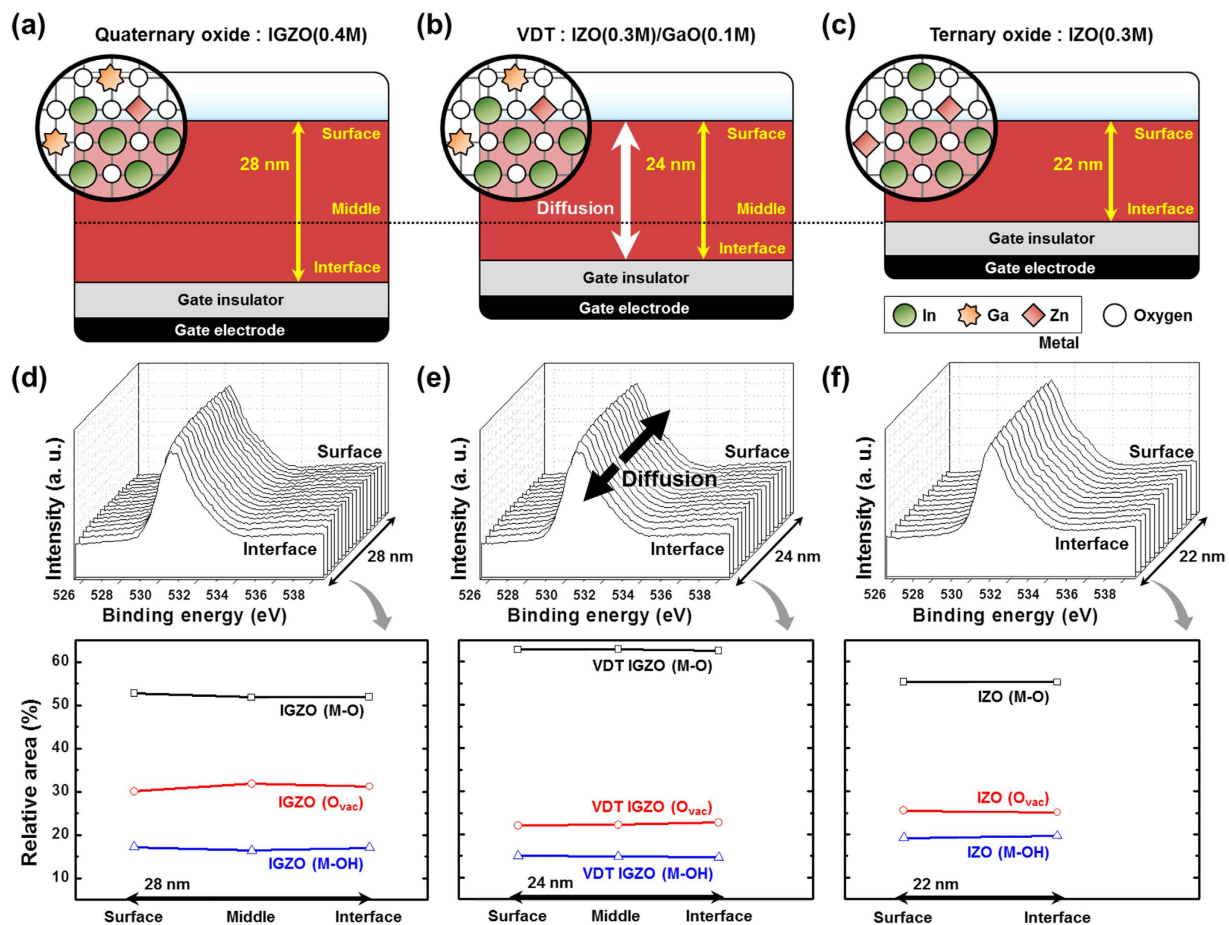 (a)
Quaternary oxide : IGZO(0.4M)
28 nm
Surface
Middle
Interface
Gate insulator
Gate electrode
(b)
VDT : IZO(0.3M)/GaO(0.1M)
Diffusion
24 nm
Surface
Middle
Interface
Gate insulator
Gate electrode
(c)
Ternary oxide : IZO(0.3M)
22 nm
Surface
Interface
Gate insulator
Gate electrode
In
Ga
Zn
Oxygen
Metal
(d)
Intensity (a. u.)
Surface
Interface
28 nm
526 528 530 532 534 536 538
Binding energy (eV)
(e)
Intensity (a. u.)
Surface
Diffusion
Interface
24 nm
526 528 530 532 534 536 538
Binding energy (eV)
(f)
Intensity (a. u.)
Surface
Interface
22 nm
526 528 530 532 534 536 538
Binding energy (eV)
Relative area (%)
60
50
40
30
20
10
IGZO (M-O)
IGZO (Ovac)
IGZO (M-OH)
28 nm
Surface Middle Interface
VDT IGZO (M-O)
VDT IGZO (Ovac)
VDT IGZO (M-OH)
24 nm
Surface Middle Interface
IZO (M-O)
IZO (Ovac)
IZO (M-OH)
22 nm
Surface Interface